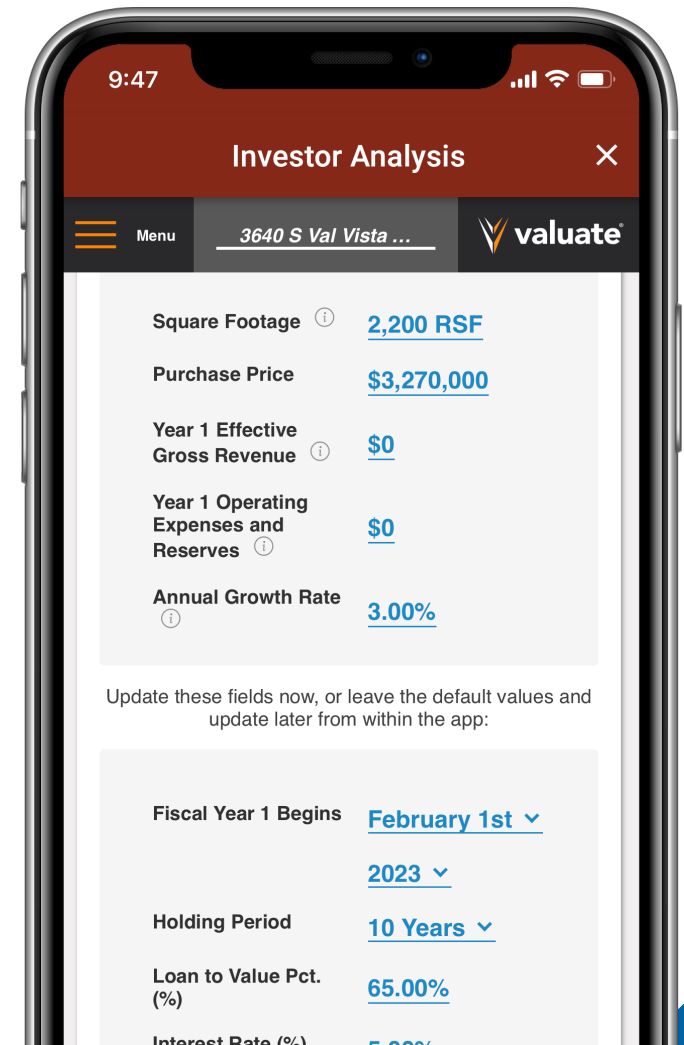 9:47
Investor Analysis
Menu
3640 S Val Vista ...
valuate®
Square Footage
2,200 RSF
Purchase Price
$3,270,000
Year 1 Effective
Gross Revenue
$0
Year 1 Operating
Expenses and
Reserves
$0
Annual Growth Rate
3.00%
Update these fields now, or leave the default values and
update later from within the app:
Fiscal Year 1 Begins
February 1st
2023
Holding Period
10 Years
Loan to Value Pct.
(%)
65.00%
Interest Rate (%)